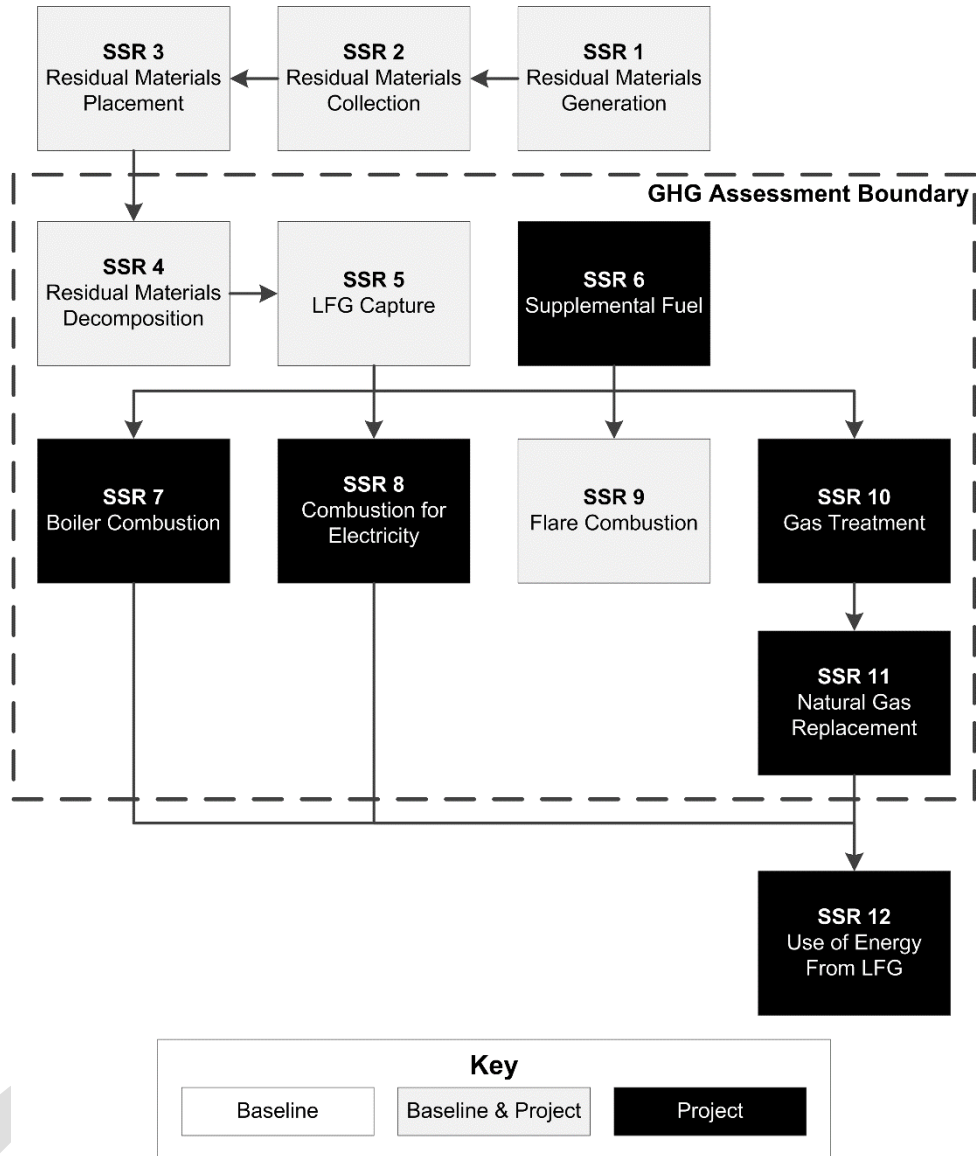 SSR 3
Residual Materials
Placement
SSR 2
Residual Materials
Collection
SSR 1
Residual Materials
Generation
GHG Assessment Boundary
SSR 4
Residual Materials
Decomposition
SSR 5
LFG Capture
SSR 6
Supplemental Fuel
SSR 7
Boiler Combustion
SSR 8
Combustion for
Electricity
SSR 9
Flare Combustion
SSR 10
Gas Treatment
SSR 11
Natural Gas
Replacement
SSR 12
Use of Energy
From LFG
Key
Baseline
Baseline & Project
Project